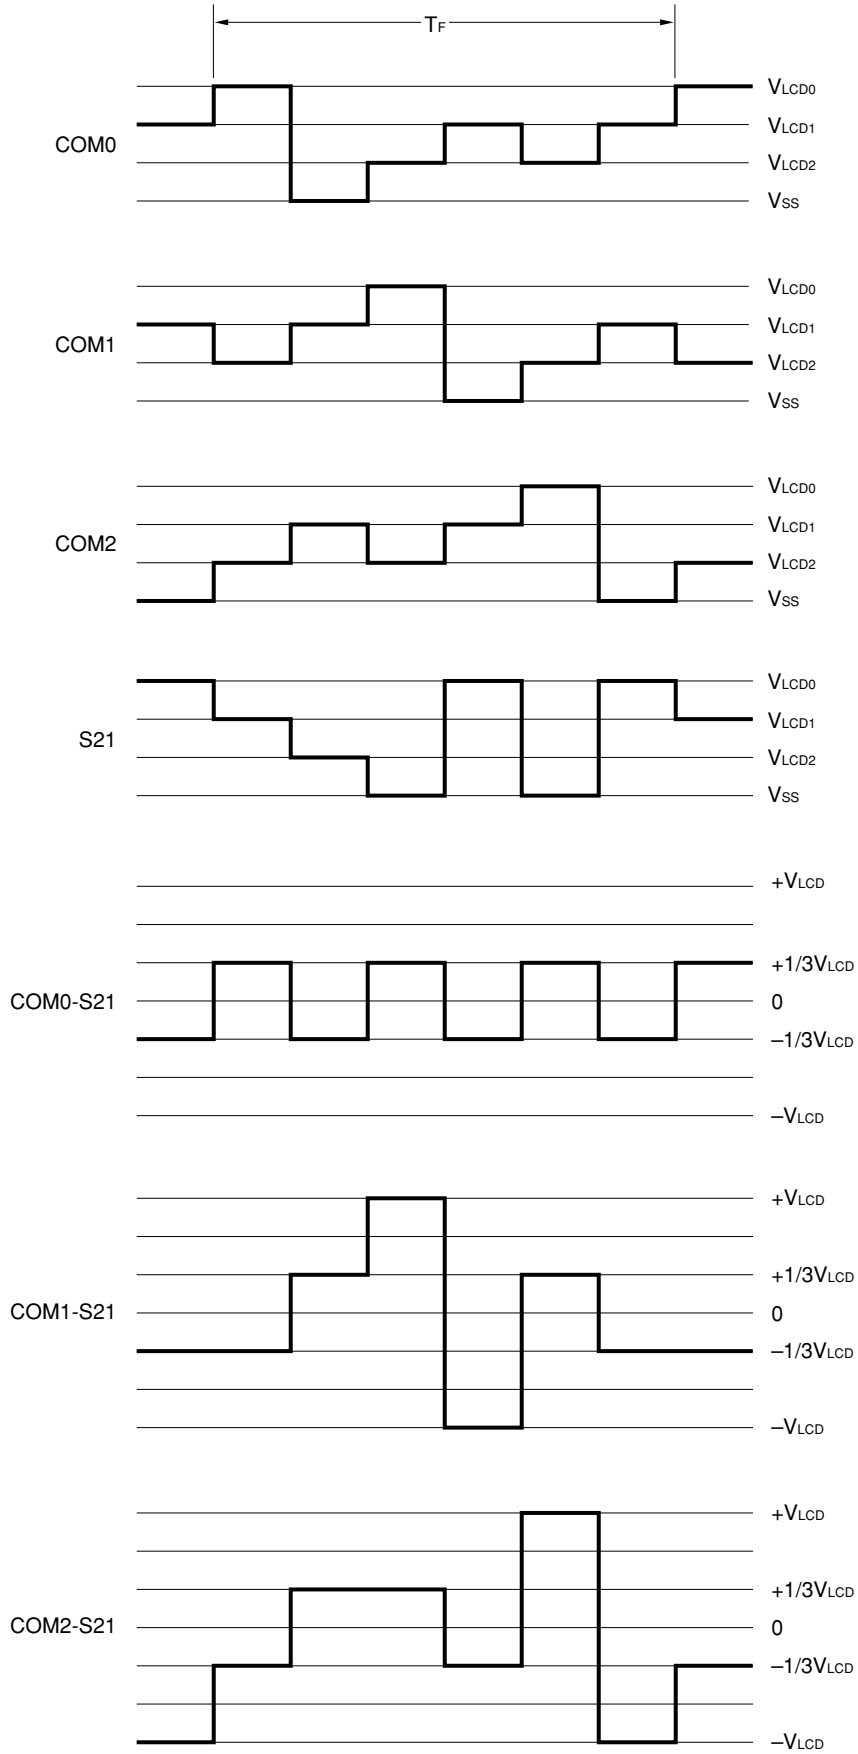 TF
VLCD0
VLCD1
COM0
VLCD2
VSS
VLCD0
VLCD1
COM1
VLCD2
VSS
VLCD0
VLCD1
COM2
VLCD2
VSS
VLCD0
VLCD1
S21
VLCD2
VSS
+VLCD
+1/3VLCD
COM0-S21
0
–1/3VLCD
–VLCD
+VLCD
+1/3VLCD
COM1-S21
0
–1/3VLCD
–VLCD
+VLCD
+1/3VLCD
COM2-S21
0
–1/3VLCD
–VLCD